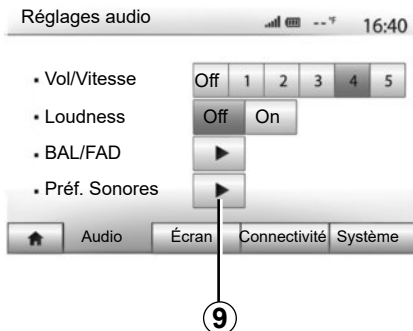 Réglages audio -- °F 16:40
Vol/Vitesse Off 1 2 3 4 5
Loudness Off On
BAL/FAD
Préf. Sonores
Audio Écran Connectivité Système
9